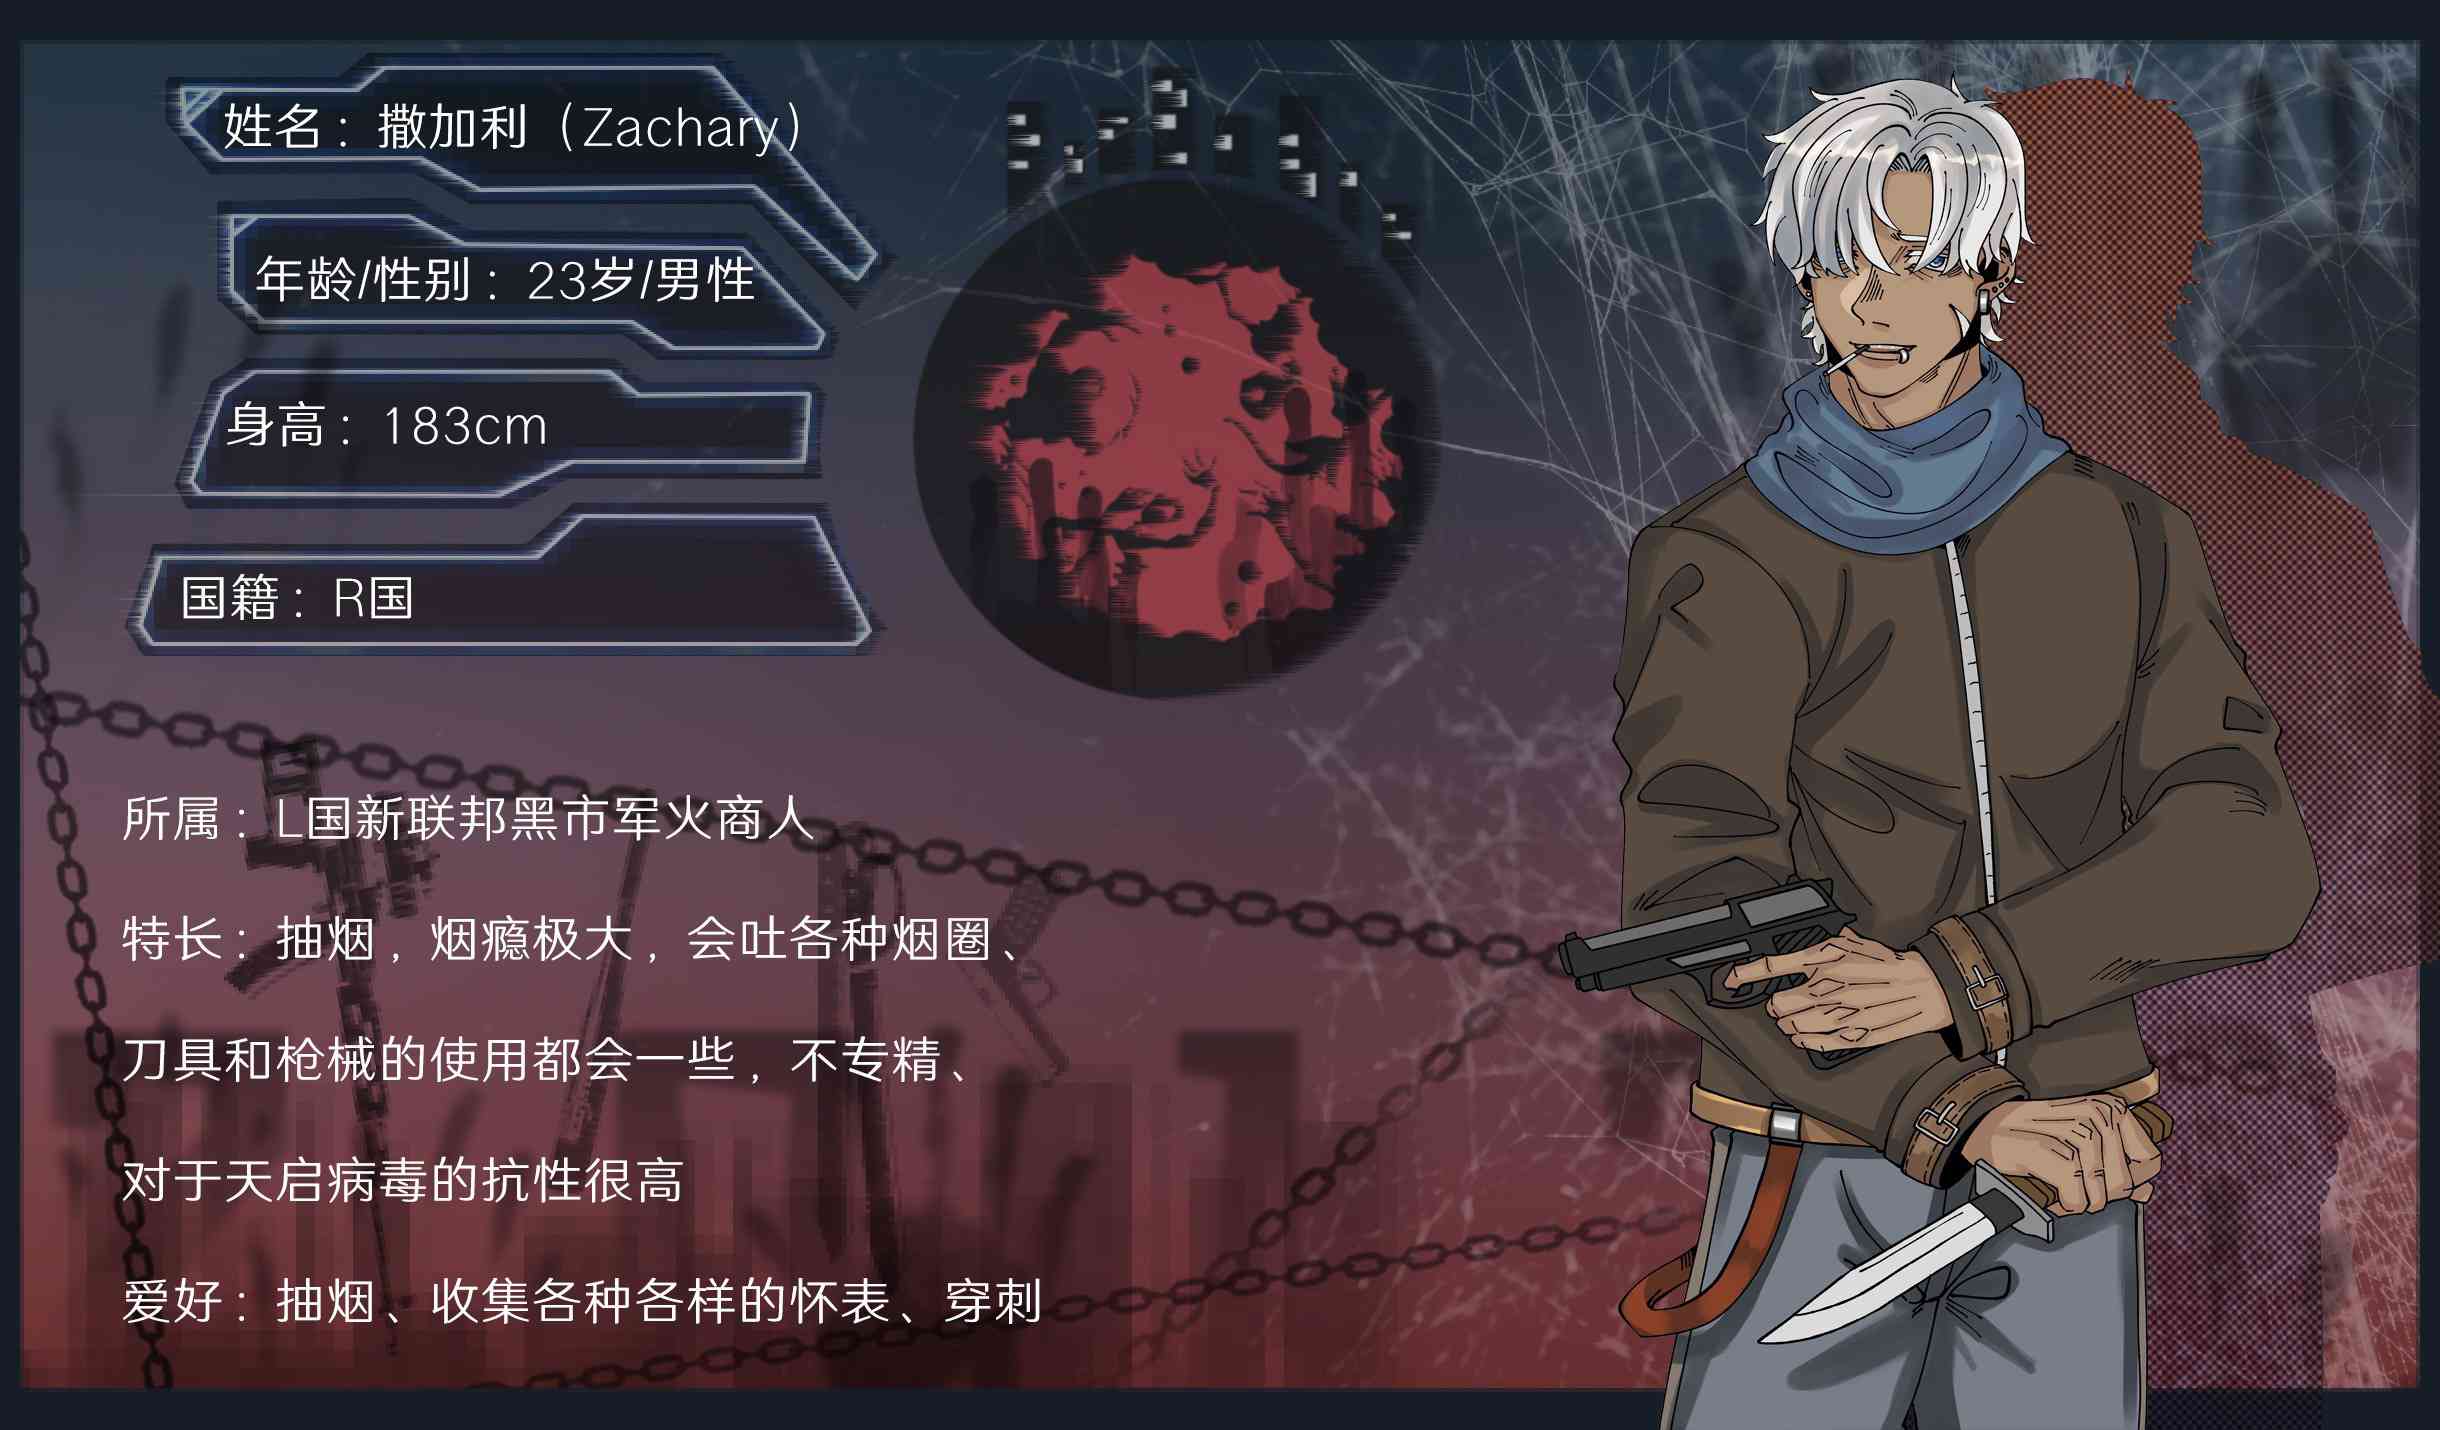 姓名：撒加利（Zachary）
年龄/性别：23岁/男性
身高：183cm
国籍：R国
所属：L国新联邦黑市军火商人
特长：抽烟，烟瘾极大，会吐各种烟圈、
刀具和枪械的使用都会一些，不专精、
对于天启病毒的抗性很高
爱好：抽烟、收集各种各样的怀表、穿刺